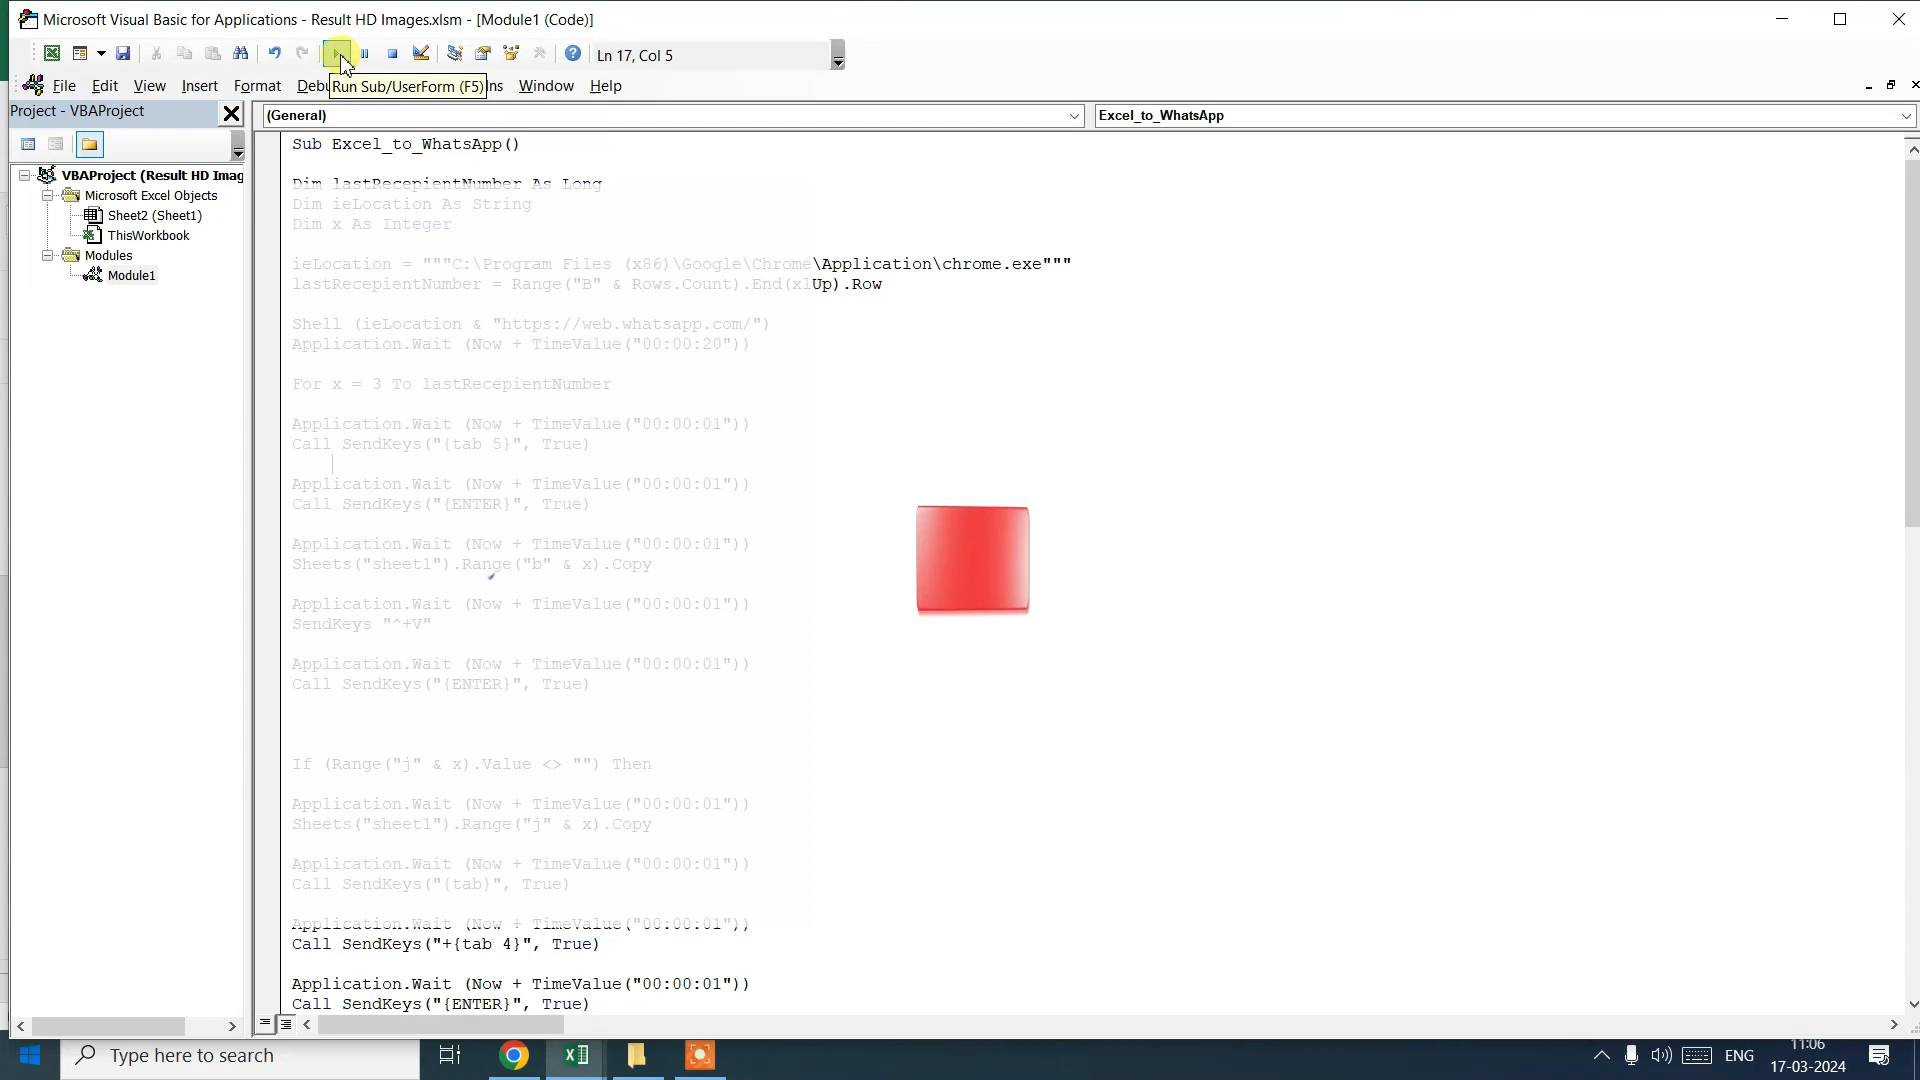 Microsoft Visual Basic for Applications - Result HD Images.xlsm - [Module1 (Code)]
Ln 17, Col 5
File Edit View Insert Format Debu Run Sub/UserForm (F5) ns Window Help
Project - VBAProject
(General)
Excel_to_WhatsApp
VBAProject (Result HD Imag
Microsoft Excel Objects
Sheet2 (Sheet1)
ThisWorkbook
Modules
Module1
Sub Excel_to_WhatsApp()
Dim lastRecepientNumber As Long
Dim ieLocation As String
Dim x As Integer
ieLocation = """C:\Program Files (x86)\Google\Chrome\Application\chrome.exe"""
lastRecepientNumber = Range("B" & Rows.Count).End(xlUp).Row
Shell (ieLocation & "https://web.whatsapp.com/")
Application.Wait (Now + TimeValue("00:00:20"))
For x = 3 To lastRecepientNumber
Application.Wait (Now + TimeValue("00:00:01"))
Call SendKeys("{tab 5}", True)
Application.Wait (Now + TimeValue("00:00:01"))
Call SendKeys("{ENTER}", True)
Application.Wait (Now + TimeValue("00:00:01"))
Sheets("sheet1").Range("b" & x).Copy
Application.Wait (Now + TimeValue("00:00:01"))
SendKeys "^+V"
Application.Wait (Now + TimeValue("00:00:01"))
Call SendKeys("{ENTER}", True)
If (Range("j" & x).Value <> "") Then
Application.Wait (Now + TimeValue("00:00:01"))
Sheets("sheet1").Range("j" & x).Copy
Application.Wait (Now + TimeValue("00:00:01"))
Call SendKeys("{tab}", True)
Application.Wait (Now + TimeValue("00:00:01"))
Call SendKeys("+{tab 4}", True)
Application.Wait (Now + TimeValue("00:00:01"))
Call SendKeys("{ENTER}", True)
Type here to search
ENG
11:06
17-03-2024